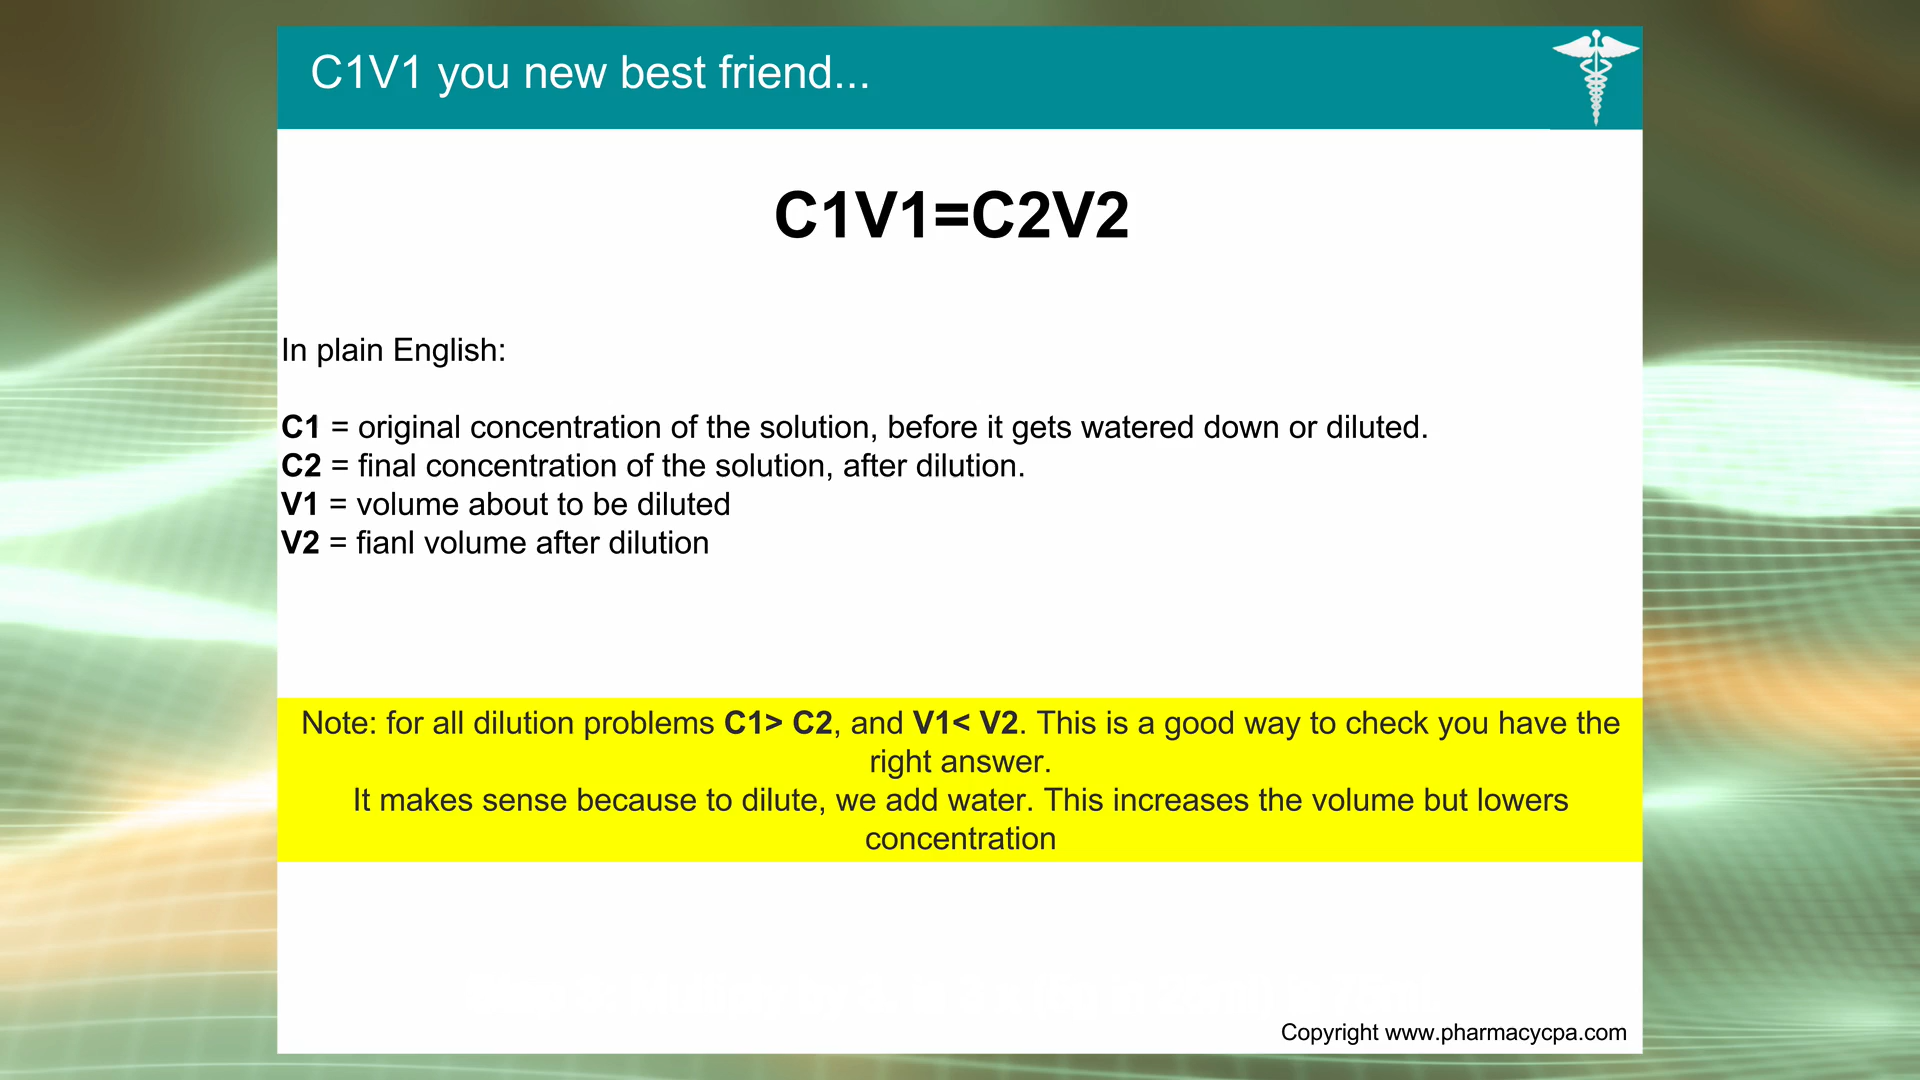 C1V1 you new best friend...
C1V1=C2V2
In plain English:
C1 = original concentration of the solution, before it gets watered down or diluted.
C2 = final concentration of the solution, after dilution.
V1 = volume about to be diluted
V2 = fianl volume after dilution
Note: for all dilution problems C1> C2, and V1< V2. This is a good way to check you have the
right answer.
It makes sense because to dilute, we add water. This increases the volume but lowers
concentration
Copyright www.pharmacycpa.com